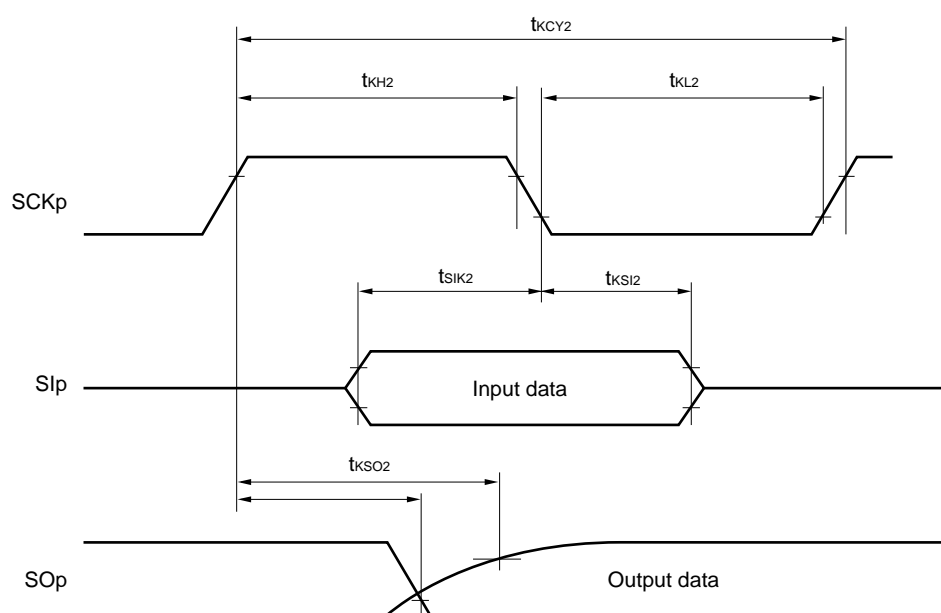 tKCY2
tKH2
tKL2
SCKp
tSIK2
tKSI2
SIp
Input data
tKSO2
SOp
Output data